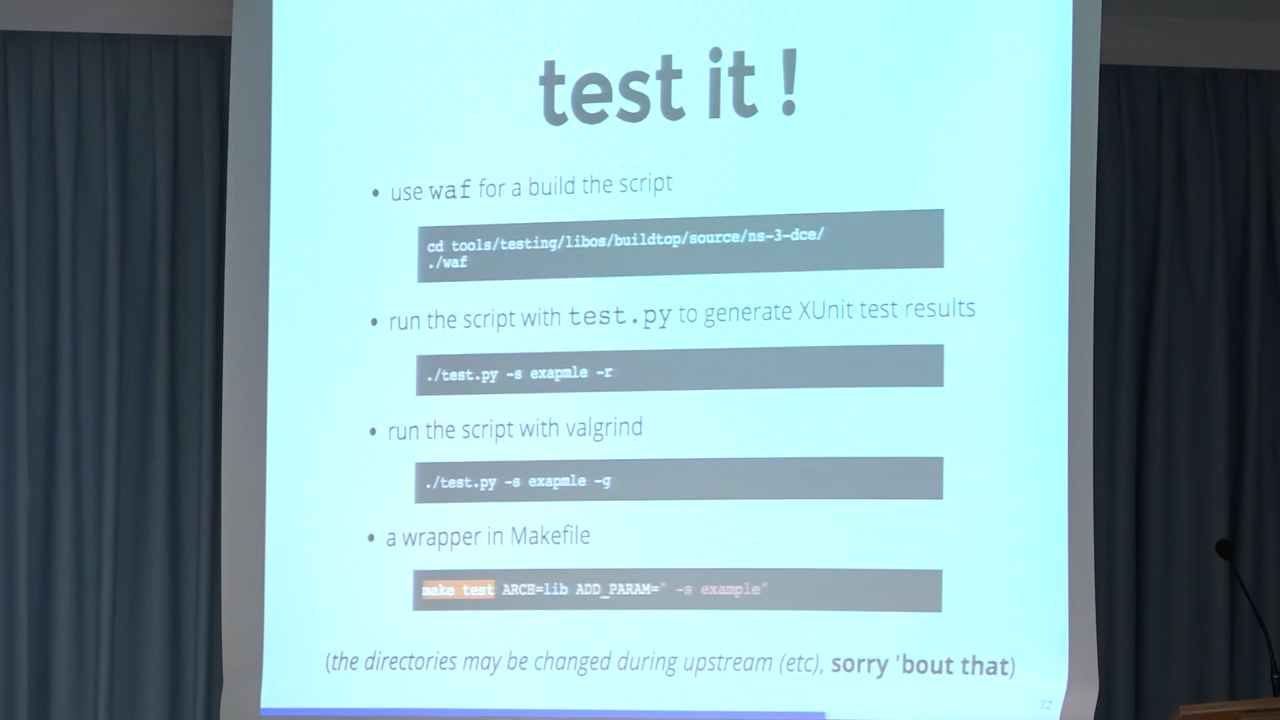 test it !
• use waf for a build the script
cd tools/testing/libos/buildtop/source/ns-3-dce/
./waf
• run the script with test.py to generate XUnit test results
./test.py -s exapmle -r
• run the script with valgrind
./test.py -s exapmle -g
• a wrapper in Makefile
make test ARCH=lib ADD_PARAM=" -s example"
(the directories may be changed during upstream (etc), sorry 'bout that)
32